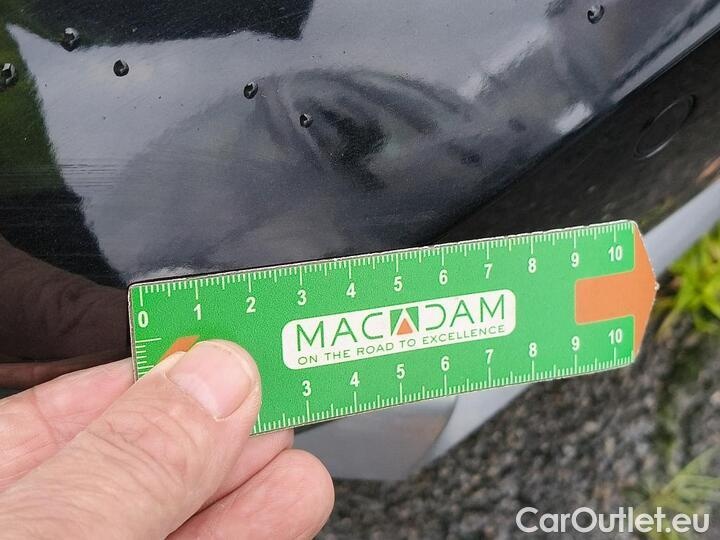 0 1 2 3 4 5 6 7 8 9 10
MACADAM
ON THE ROAD TO EXCELLENCE
3 4 5 6 7 8 9 10
CarOutlet.eu